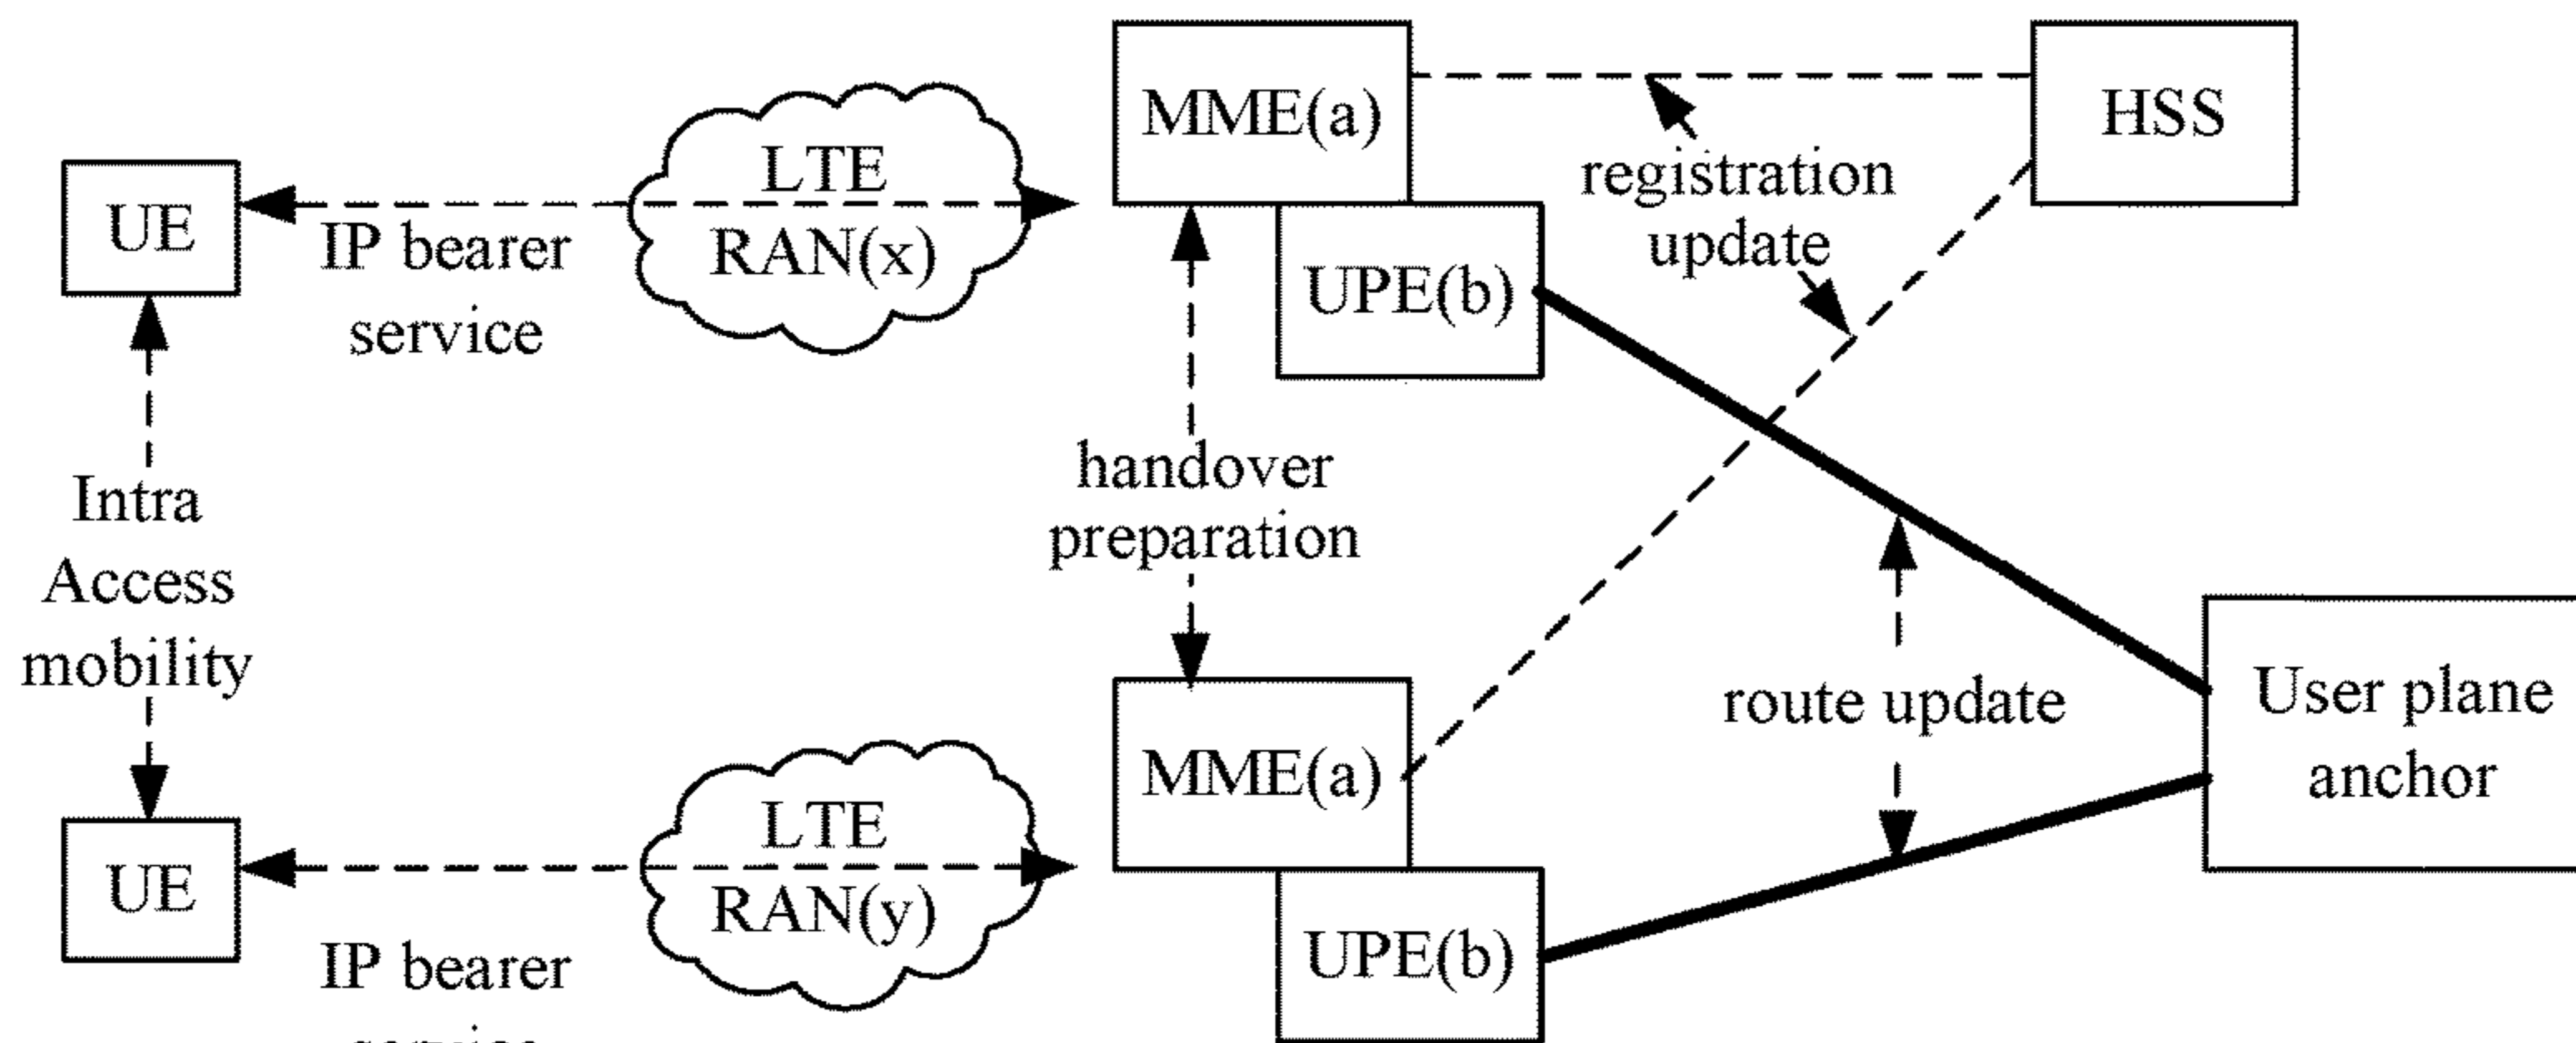 MME(a)
HSS
LTE
RAN(x)
UE
IP bearer
service
registration
update
UPE(b)
handover
preparation
Intra
Access
mobility
route update
User plane
anchor
MME(a)
LTE
RAN(y)
UE
IP bearer
UPE(b)